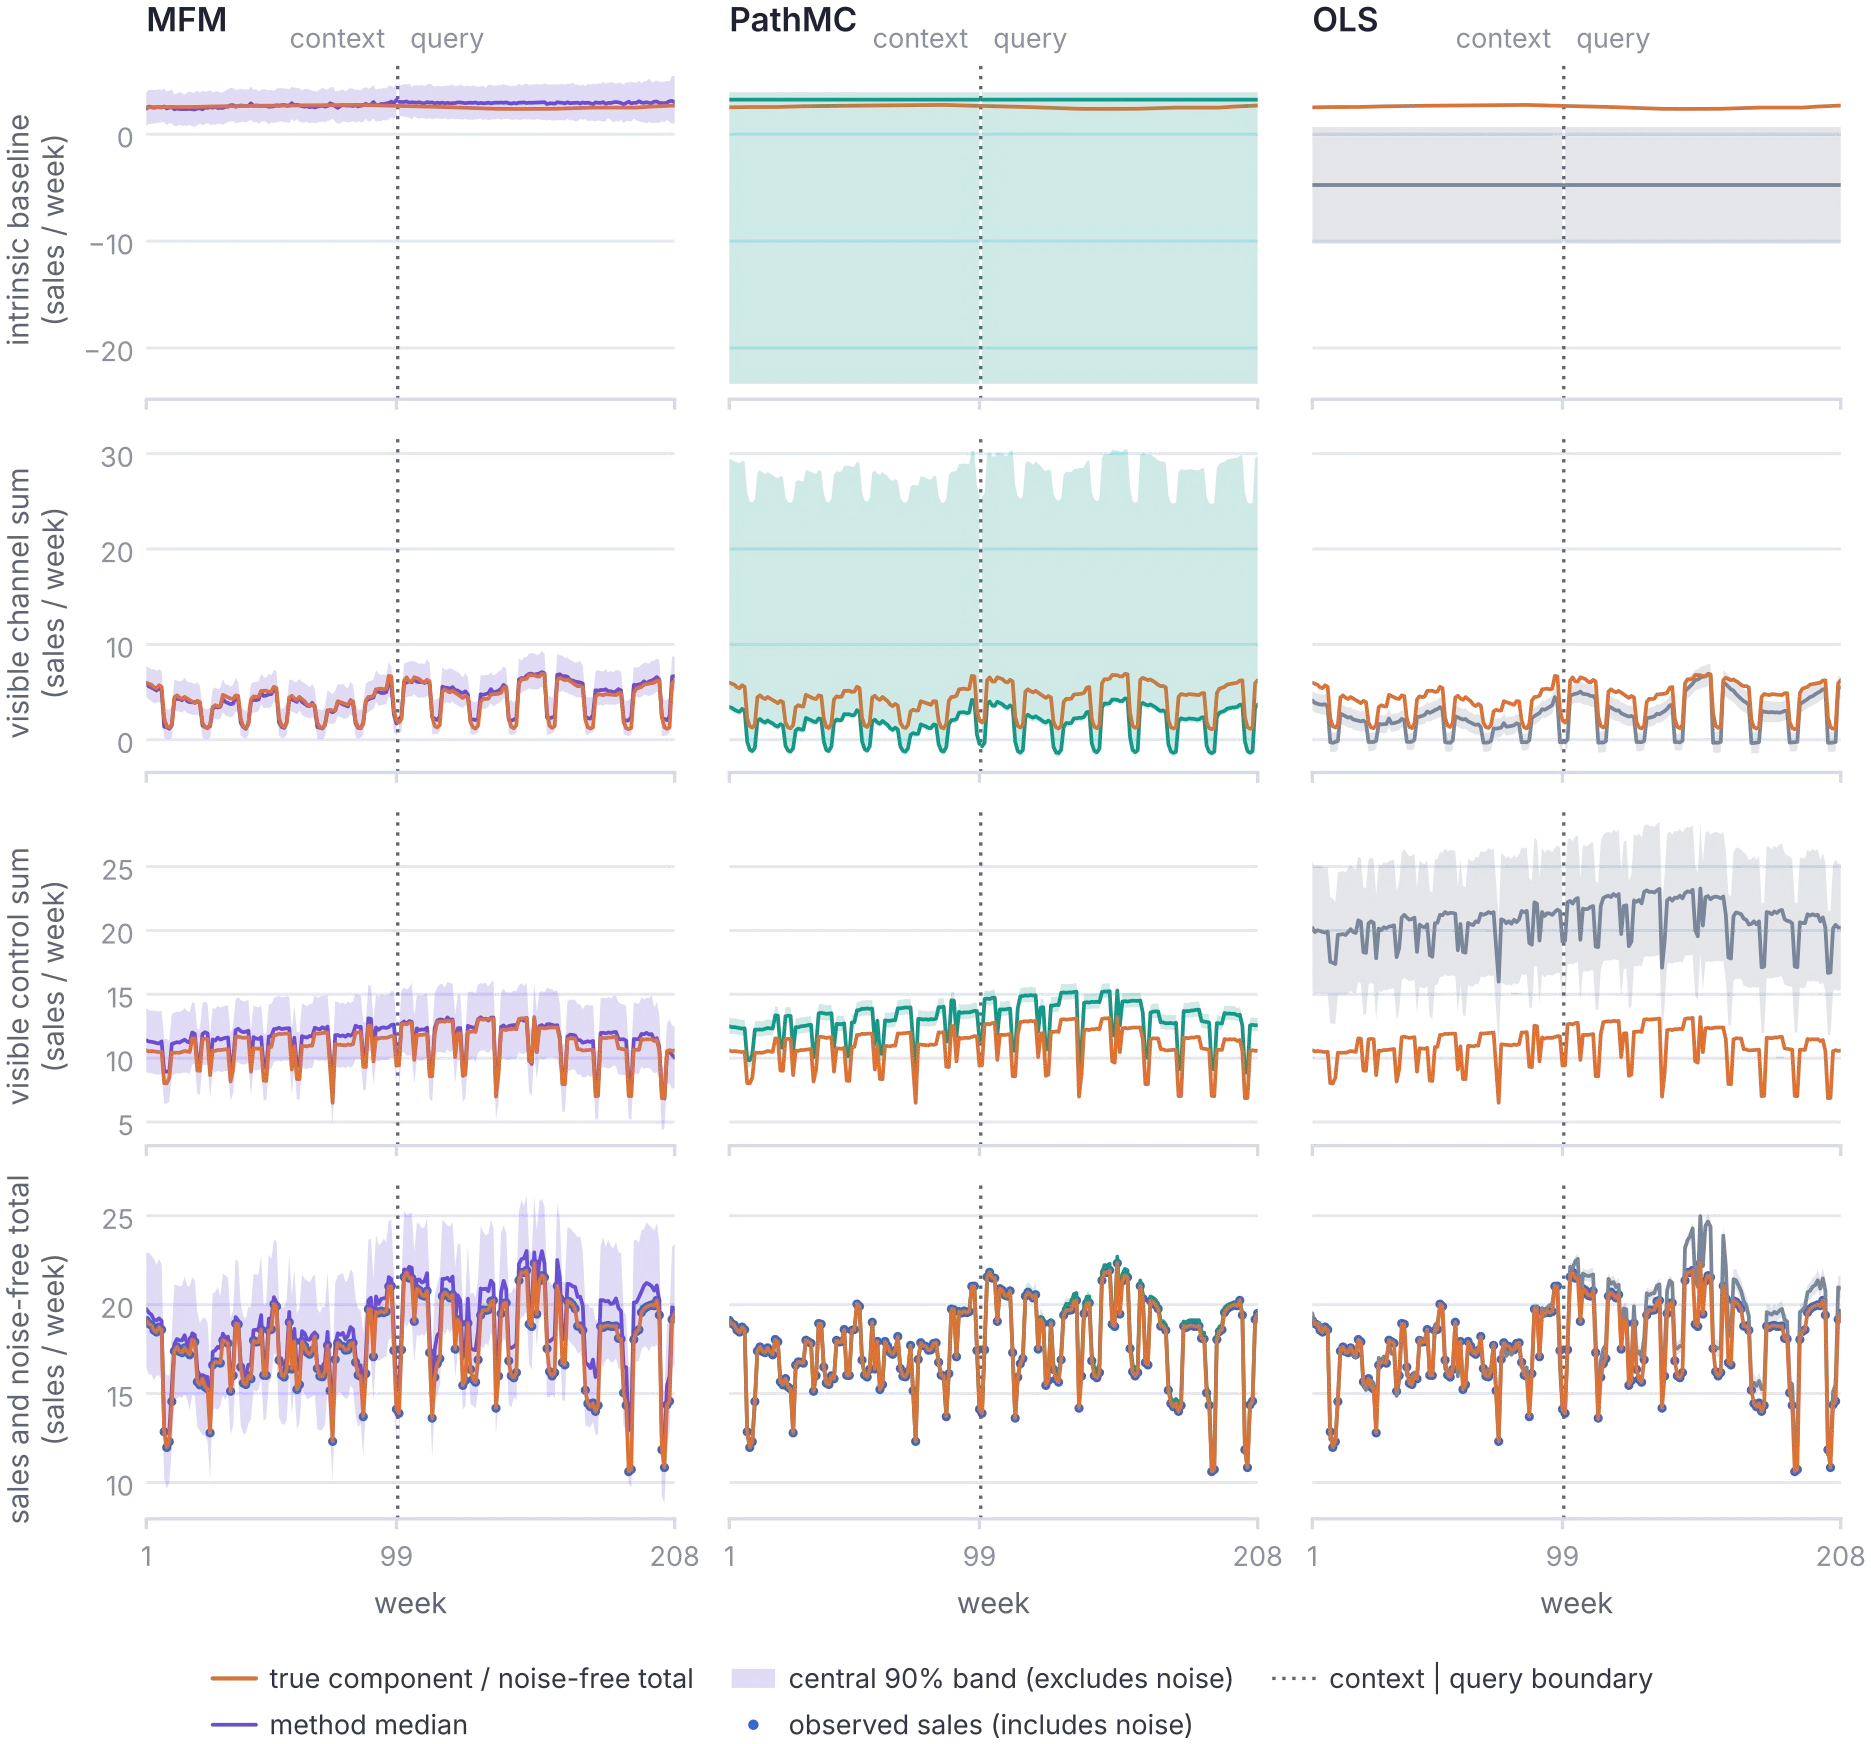 MFM
context query
PathMC
context query
OLS
context query
intrinsic baseline
(sales / week)
0
−10
−20
visible channel sum
(sales / week)
30
20
10
0
visible control sum
(sales / week)
25
20
15
10
5
sales and noise-free total
(sales / week)
25
20
15
10
1 99 208
1 99 208
1 99 208
week
week
week
true component / noise-free total
central 90% band (excludes noise)
context | query boundary
method median
observed sales (includes noise)